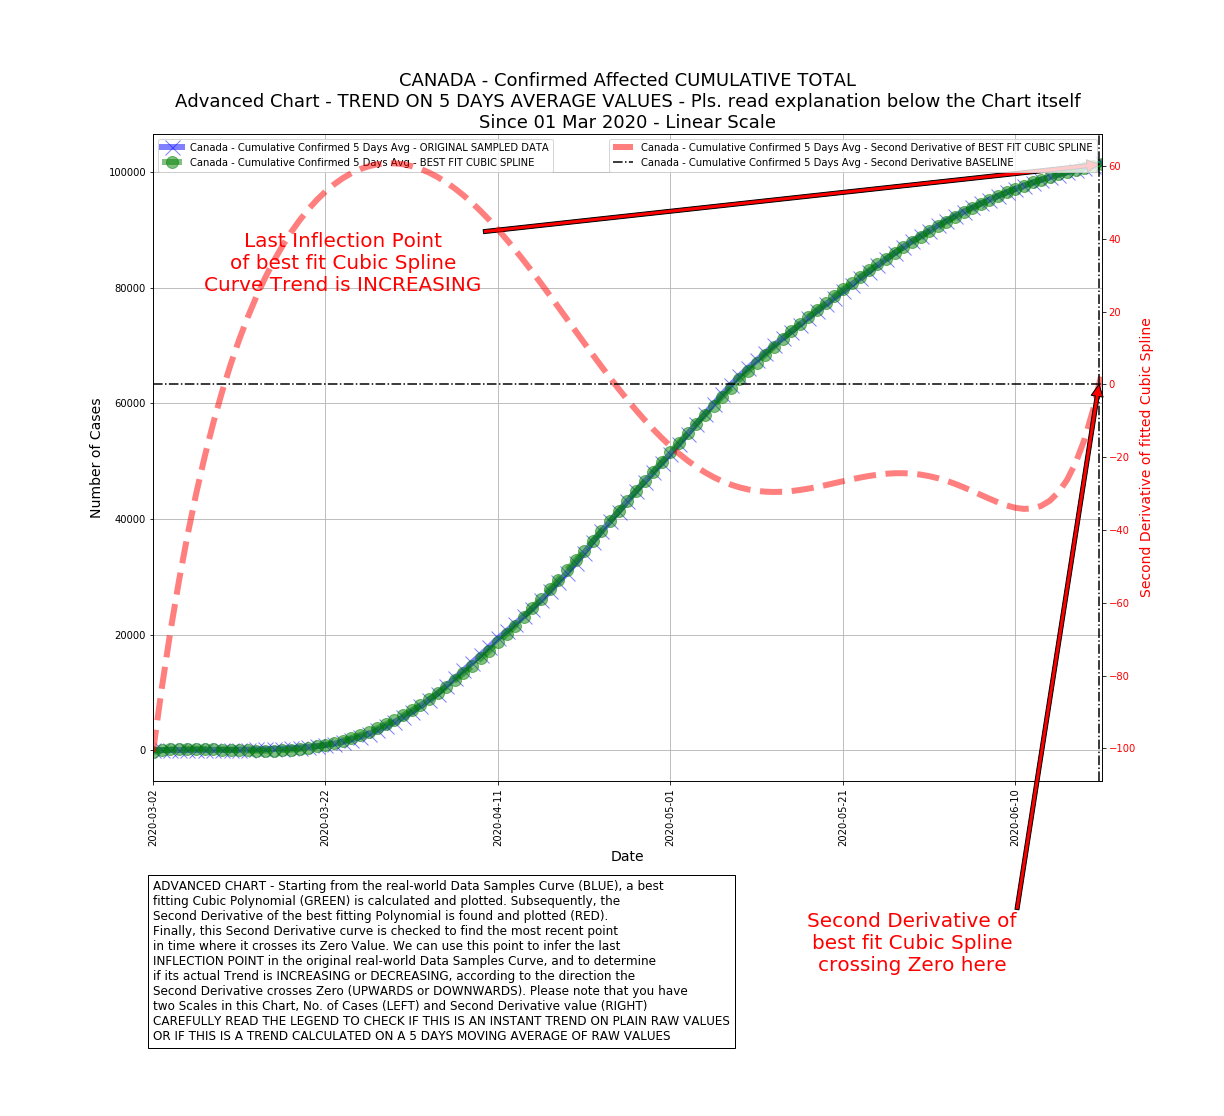 CANADA - Confirmed Affected CUMULATIVE TOTAL
Advanced Chart - TREND ON 5 DAYS AVERAGE VALUES - Pls. read explanation below the Chart itself
Since 01 Mar 2020 - Linear Scale
Canada - Cumulative Confirmed 5 Days Avg - ORIGINAL SAMPLED DATA
Canada - Cumulative Confirmed 5 Days Avg - BEST FIT CUBIC SPLINE
Canada - Cumulative Confirmed 5 Days Avg - Second Derivative of BEST FIT CUBIC SPLINE
Canada - Cumulative Confirmed 5 Days Avg - Second Derivative BASELINE
Last Inflection Point
of best fit Cubic Spline
Curve Trend is INCREASING
Number of Cases
100000
80000
60000
40000
20000
0
60
40
20
0
−20
−40
−60
−80
−100
Second Derivative of fitted Cubic Spline
2020-03-02
2020-03-22
2020-04-11
2020-05-01
2020-05-21
2020-06-10
Date
ADVANCED CHART - Starting from the real-world Data Samples Curve (BLUE), a best
fitting Cubic Polynomial (GREEN) is calculated and plotted. Subsequently, the
Second Derivative of the best fitting Polynomial is found and plotted (RED).
Finally, this Second Derivative curve is checked to find the most recent point
in time where it crosses its Zero Value. We can use this point to infer the last
INFLECTION POINT in the original real-world Data Samples Curve, and to determine
if its actual Trend is INCREASING or DECREASING, according to the direction the
Second Derivative crosses Zero (UPWARDS or DOWNWARDS). Please note that you have
two Scales in this Chart, No. of Cases (LEFT) and Second Derivative value (RIGHT)
CAREFULLY READ THE LEGEND TO CHECK IF THIS IS AN INSTANT TREND ON PLAIN RAW VALUES
OR IF THIS IS A TREND CALCULATED ON A 5 DAYS MOVING AVERAGE OF RAW VALUES
Second Derivative of
best fit Cubic Spline
crossing Zero here